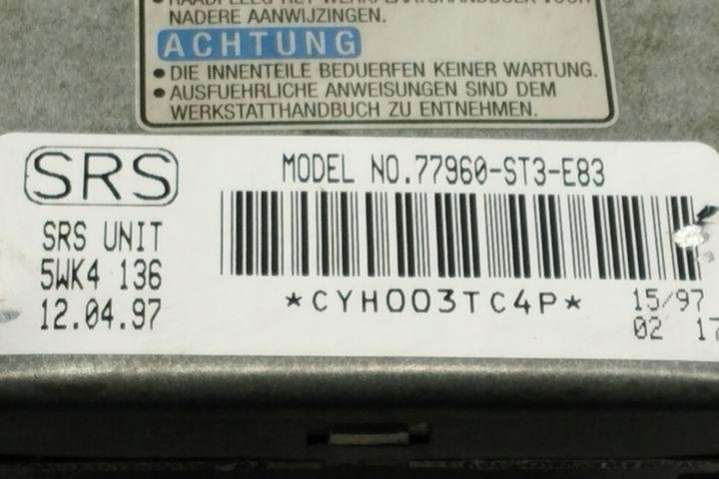 NADERE AANWIJZINGEN.
ACHTUNG
• DIE INNENTEILE BEDUERFEN KEINER WARTUNG.
• AUSFUEHRLICHE ANWEISUNGEN SIND DEM
WERKSTATTHANDBUCH ZU ENTNEHMEN.
SRS
MODEL NO.77960-ST3-E83
SRS UNIT
5WK4 136
12.04.97
*CYH003TC4P*
15/97
02 17